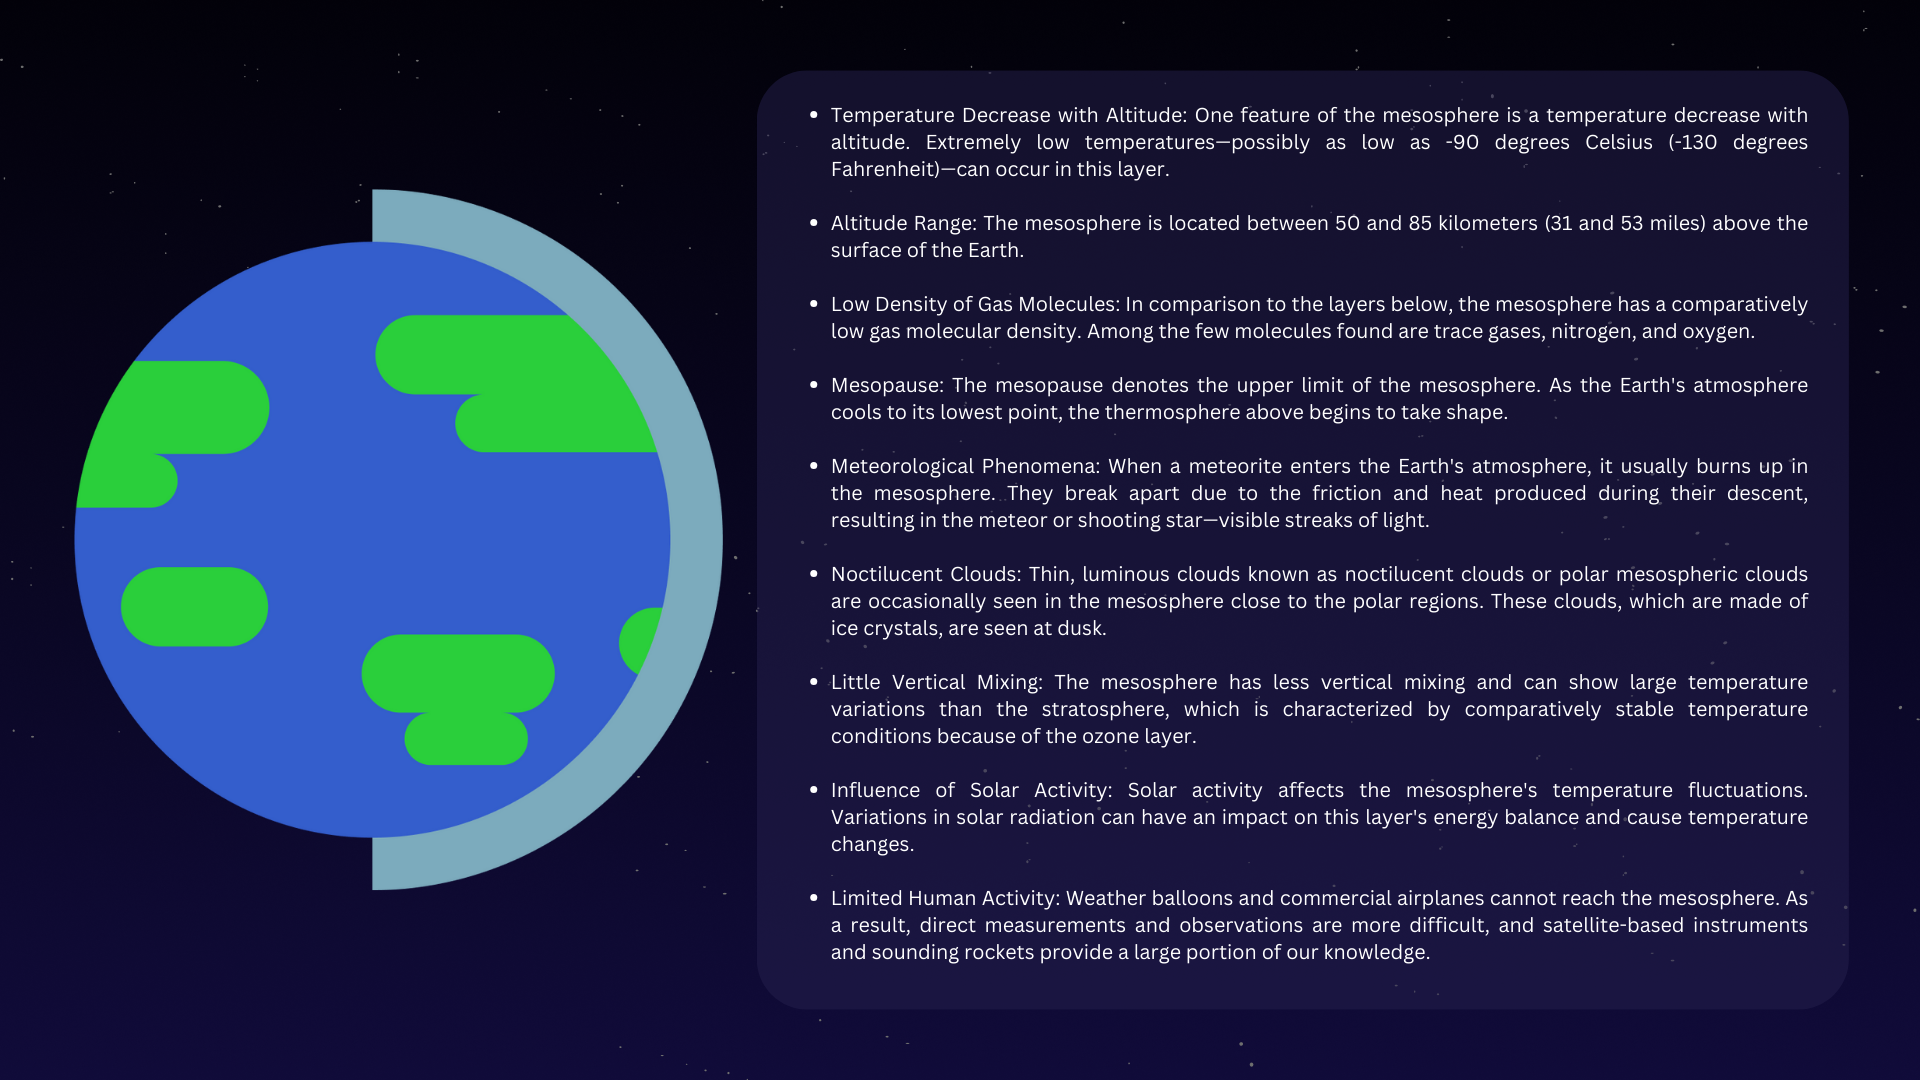 • Temperature Decrease with Altitude: One feature of the mesosphere is a temperature decrease with
altitude. Extremely low temperatures—possibly as low as -90 degrees Celsius (-130 degrees
Fahrenheit)—can occur in this layer.
• Altitude Range: The mesosphere is located between 50 and 85 kilometers (31 and 53 miles) above the
surface of the Earth.
• Low Density of Gas Molecules: In comparison to the layers below, the mesosphere has a comparatively
low gas molecular density. Among the few molecules found are trace gases, nitrogen, and oxygen.
• Mesopause: The mesopause denotes the upper limit of the mesosphere. As the Earth's atmosphere
cools to its lowest point, the thermosphere above begins to take shape.
• Meteorological Phenomena: When a meteorite enters the Earth's atmosphere, it usually burns up in
the mesosphere. They break apart due to the friction and heat produced during their descent,
resulting in the meteor or shooting star—visible streaks of light.
• Noctilucent Clouds: Thin, luminous clouds known as noctilucent clouds or polar mesospheric clouds
are occasionally seen in the mesosphere close to the polar regions. These clouds, which are made of
ice crystals, are seen at dusk.
• Little Vertical Mixing: The mesosphere has less vertical mixing and can show large temperature
variations than the stratosphere, which is characterized by comparatively stable temperature
conditions because of the ozone layer.
• Influence of Solar Activity: Solar activity affects the mesosphere's temperature fluctuations.
Variations in solar radiation can have an impact on this layer's energy balance and cause temperature
changes.
• Limited Human Activity: Weather balloons and commercial airplanes cannot reach the mesosphere. As
a result, direct measurements and observations are more difficult, and satellite-based instruments
and sounding rockets provide a large portion of our knowledge.